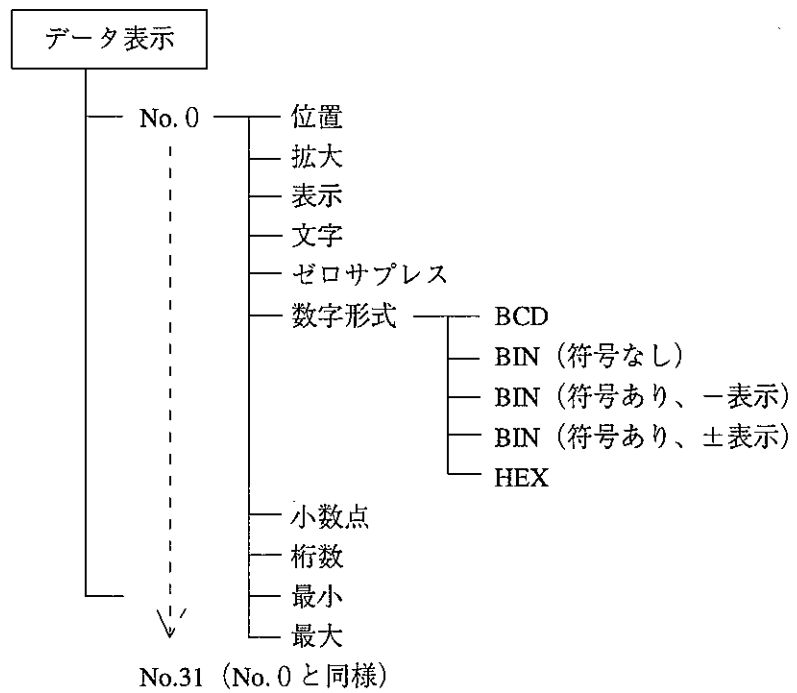 データ表示
No. 0 位置
拡大
表示
文字
ゼロサプレス
数字形式 BCD
BIN（符号なし）
BIN（符号あり、－表示）
BIN（符号あり、±表示）
HEX
小数点
桁数
最小
最大
No.31（No. 0 と同様）